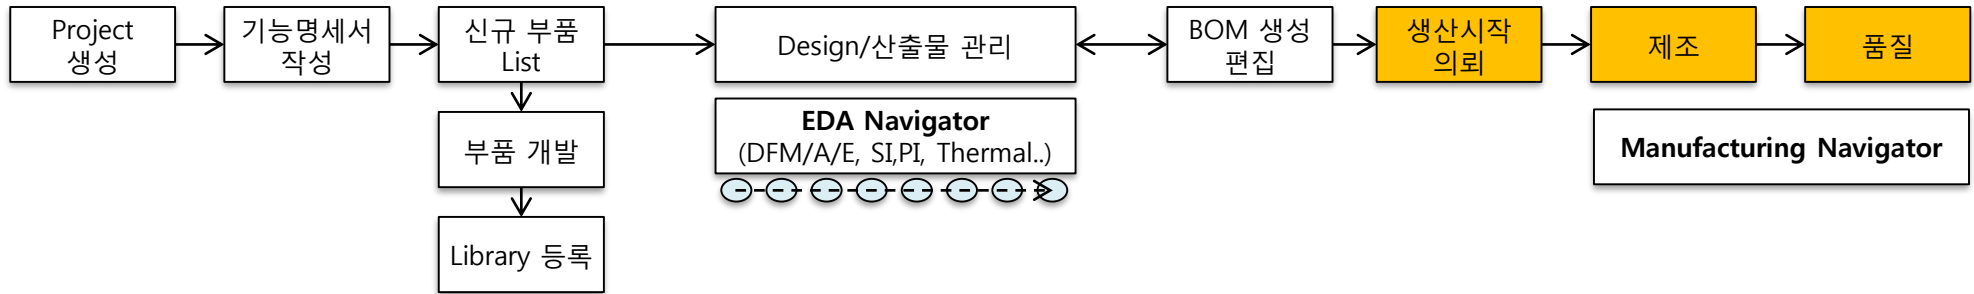 Project
생성
기능명세서
작성
신규 부품
List
Design/산출물 관리
BOM 생성
편집
생산시작
의뢰
제조
품질
부품 개발
Library 등록
EDA Navigator
(DFM/A/E, SI,PI, Thermal..)
Manufacturing Navigator